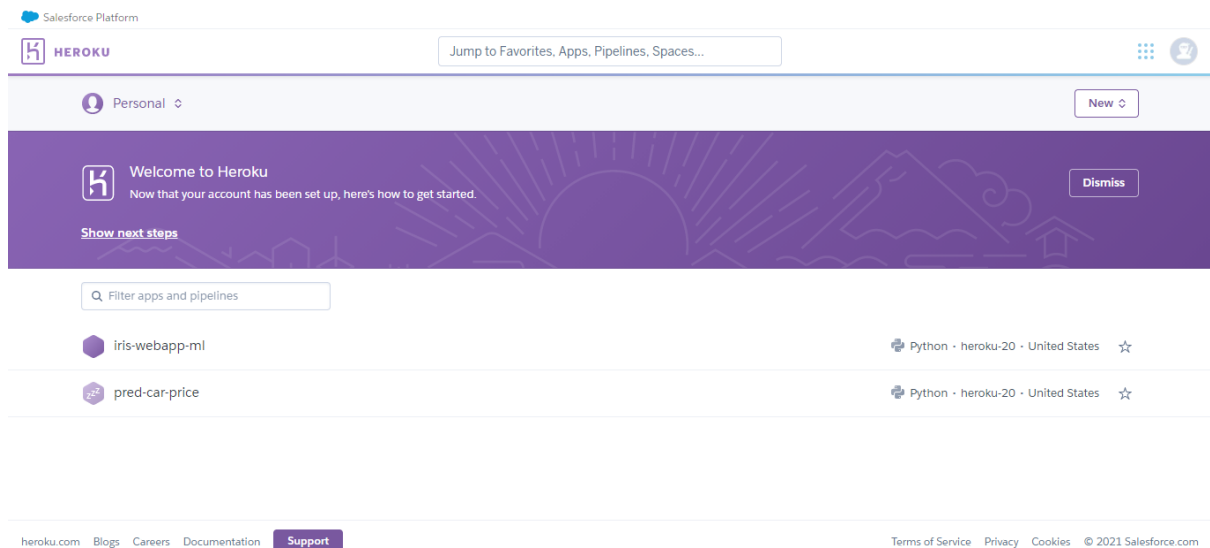 Salesforce Platform
HEROKU
Jump to Favorites, Apps, Pipelines, Spaces...
Personal
New
Welcome to Heroku
Now that your account has been set up, here's how to get started.
Dismiss
Show next steps
Filter apps and pipelines
iris-webapp-ml Python · heroku-20 · United States
zzz pred-car-price Python · heroku-20 · United States
heroku.com Blogs Careers Documentation Support Terms of Service Privacy Cookies © 2021 Salesforce.com